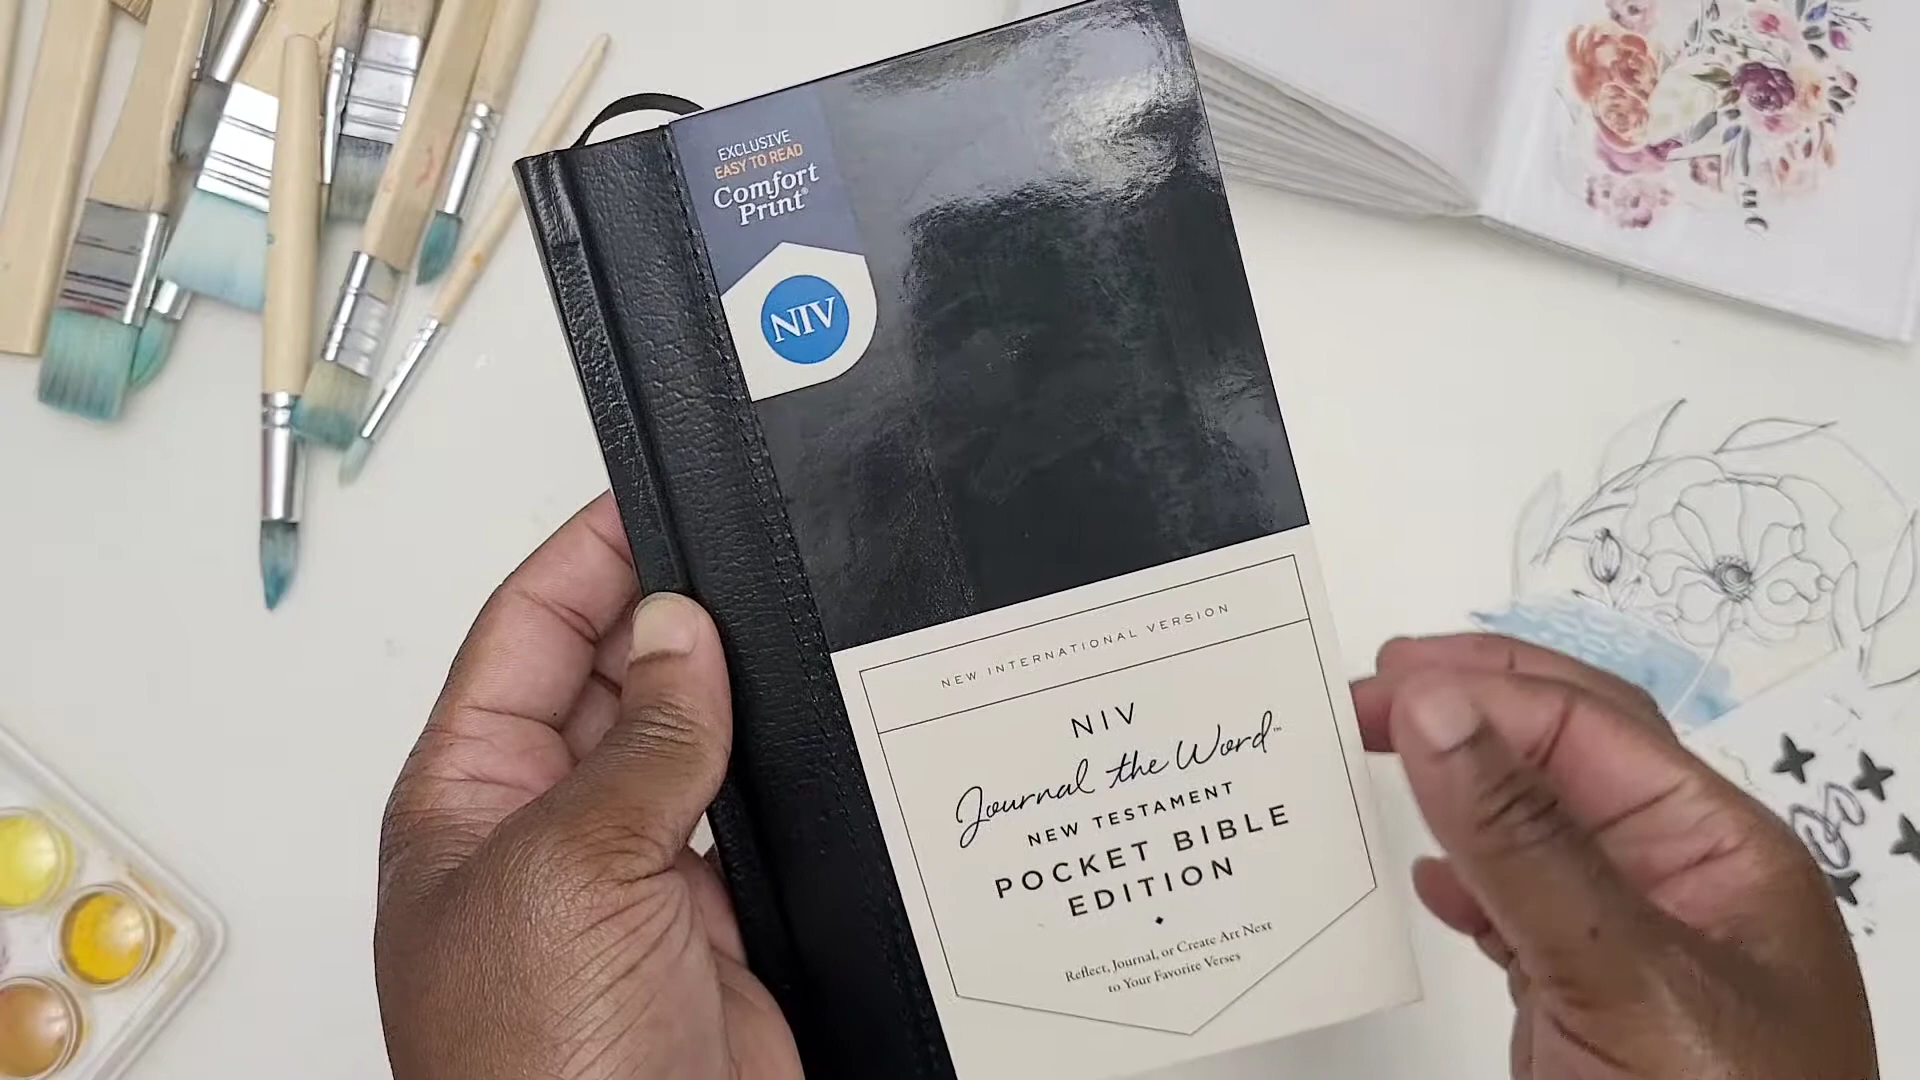 EXCLUSIVE
EASY TO READ
Comfort
Print®
NIV
NEW INTERNATIONAL VERSION
NIV
Journal the Word™
NEW TESTAMENT
POCKET BIBLE
EDITION
Reflect, Journal, or Create Art Next
to Your Favorite Verses